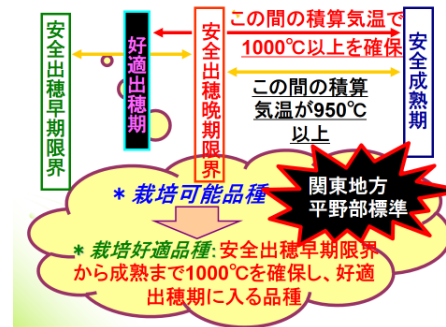 安全出穂早期限界
好適出穂期
安全出穂晩期限界
この間の積算気温で
1000℃以上を確保
この間の積算
気温が950℃
以上
安全成熟期
関東地方
平野部標準
＊栽培可能品種
＊栽培好適品種:安全出穂早期限界
から成熟まで1000℃を確保し、好適
出穂期に入る品種